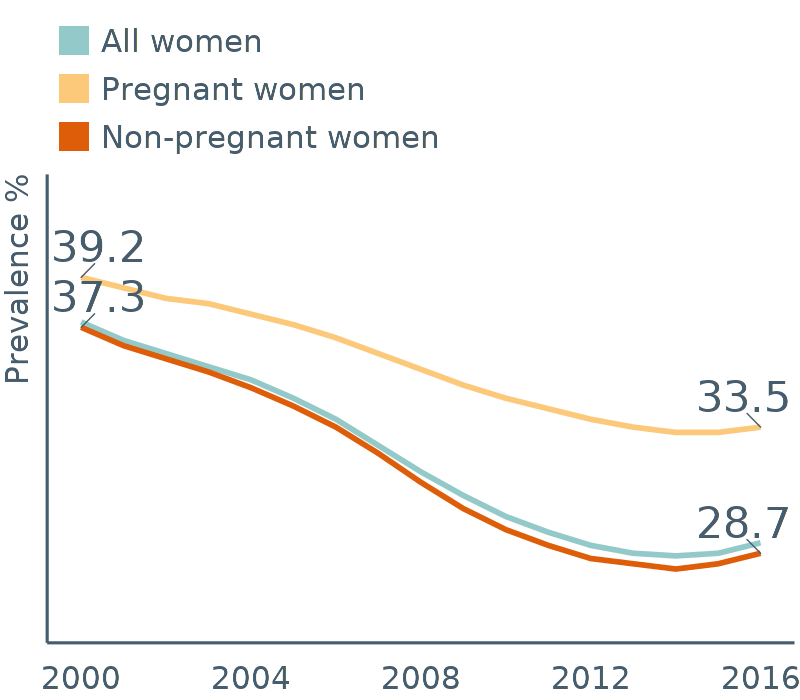 All women
Pregnant women
Non-pregnant women
Prevalence %
39.2
37.3
33.5
28.7
2000 2004 2008 2012 2016